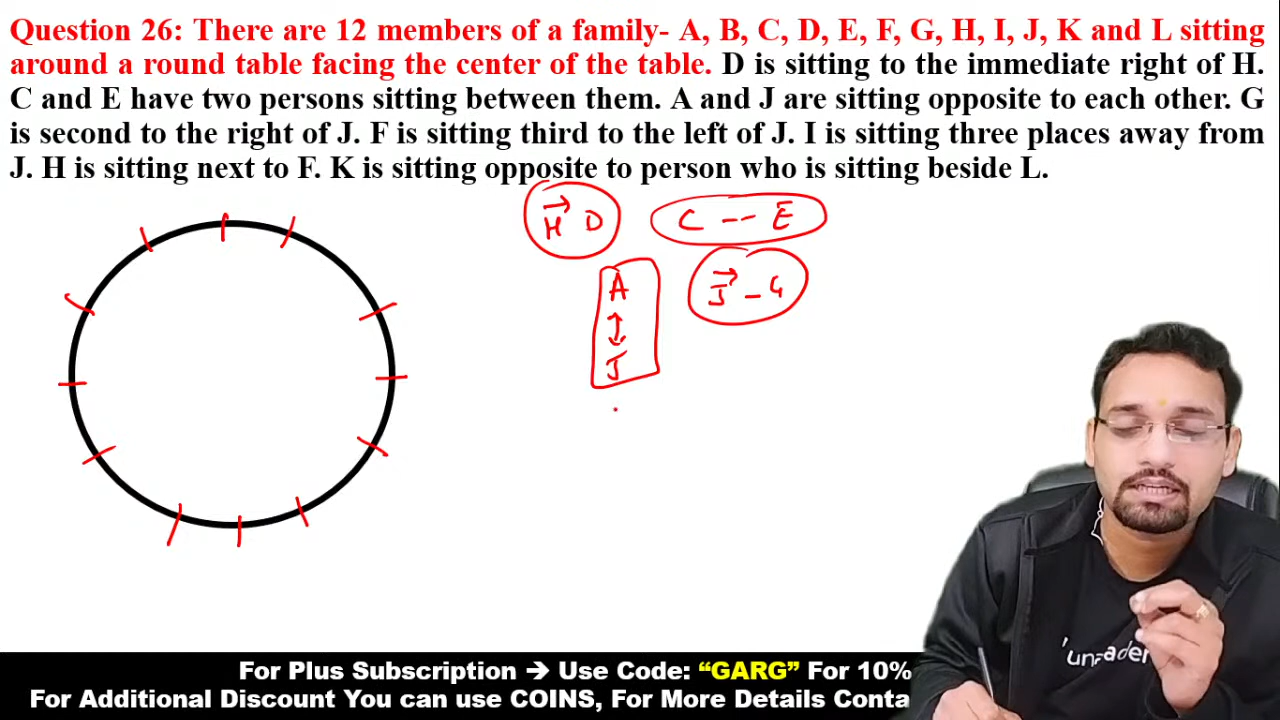 Question 26: There are 12 members of a family- A, B, C, D, E, F, G, H, I, J, K and L sitting
around a round table facing the center of the table. D is sitting to the immediate right of H.
C and E have two persons sitting between them. A and J are sitting opposite to each other. G
is second to the right of J. F is sitting third to the left of J. I is sitting three places away from
J. H is sitting next to F. K is sitting opposite to person who is sitting beside L.
H D C -- E
A J - G
J
For Plus Subscription → Use Code: “GARG” For 10%
For Additional Discount You can use COINS, For More Details Conta